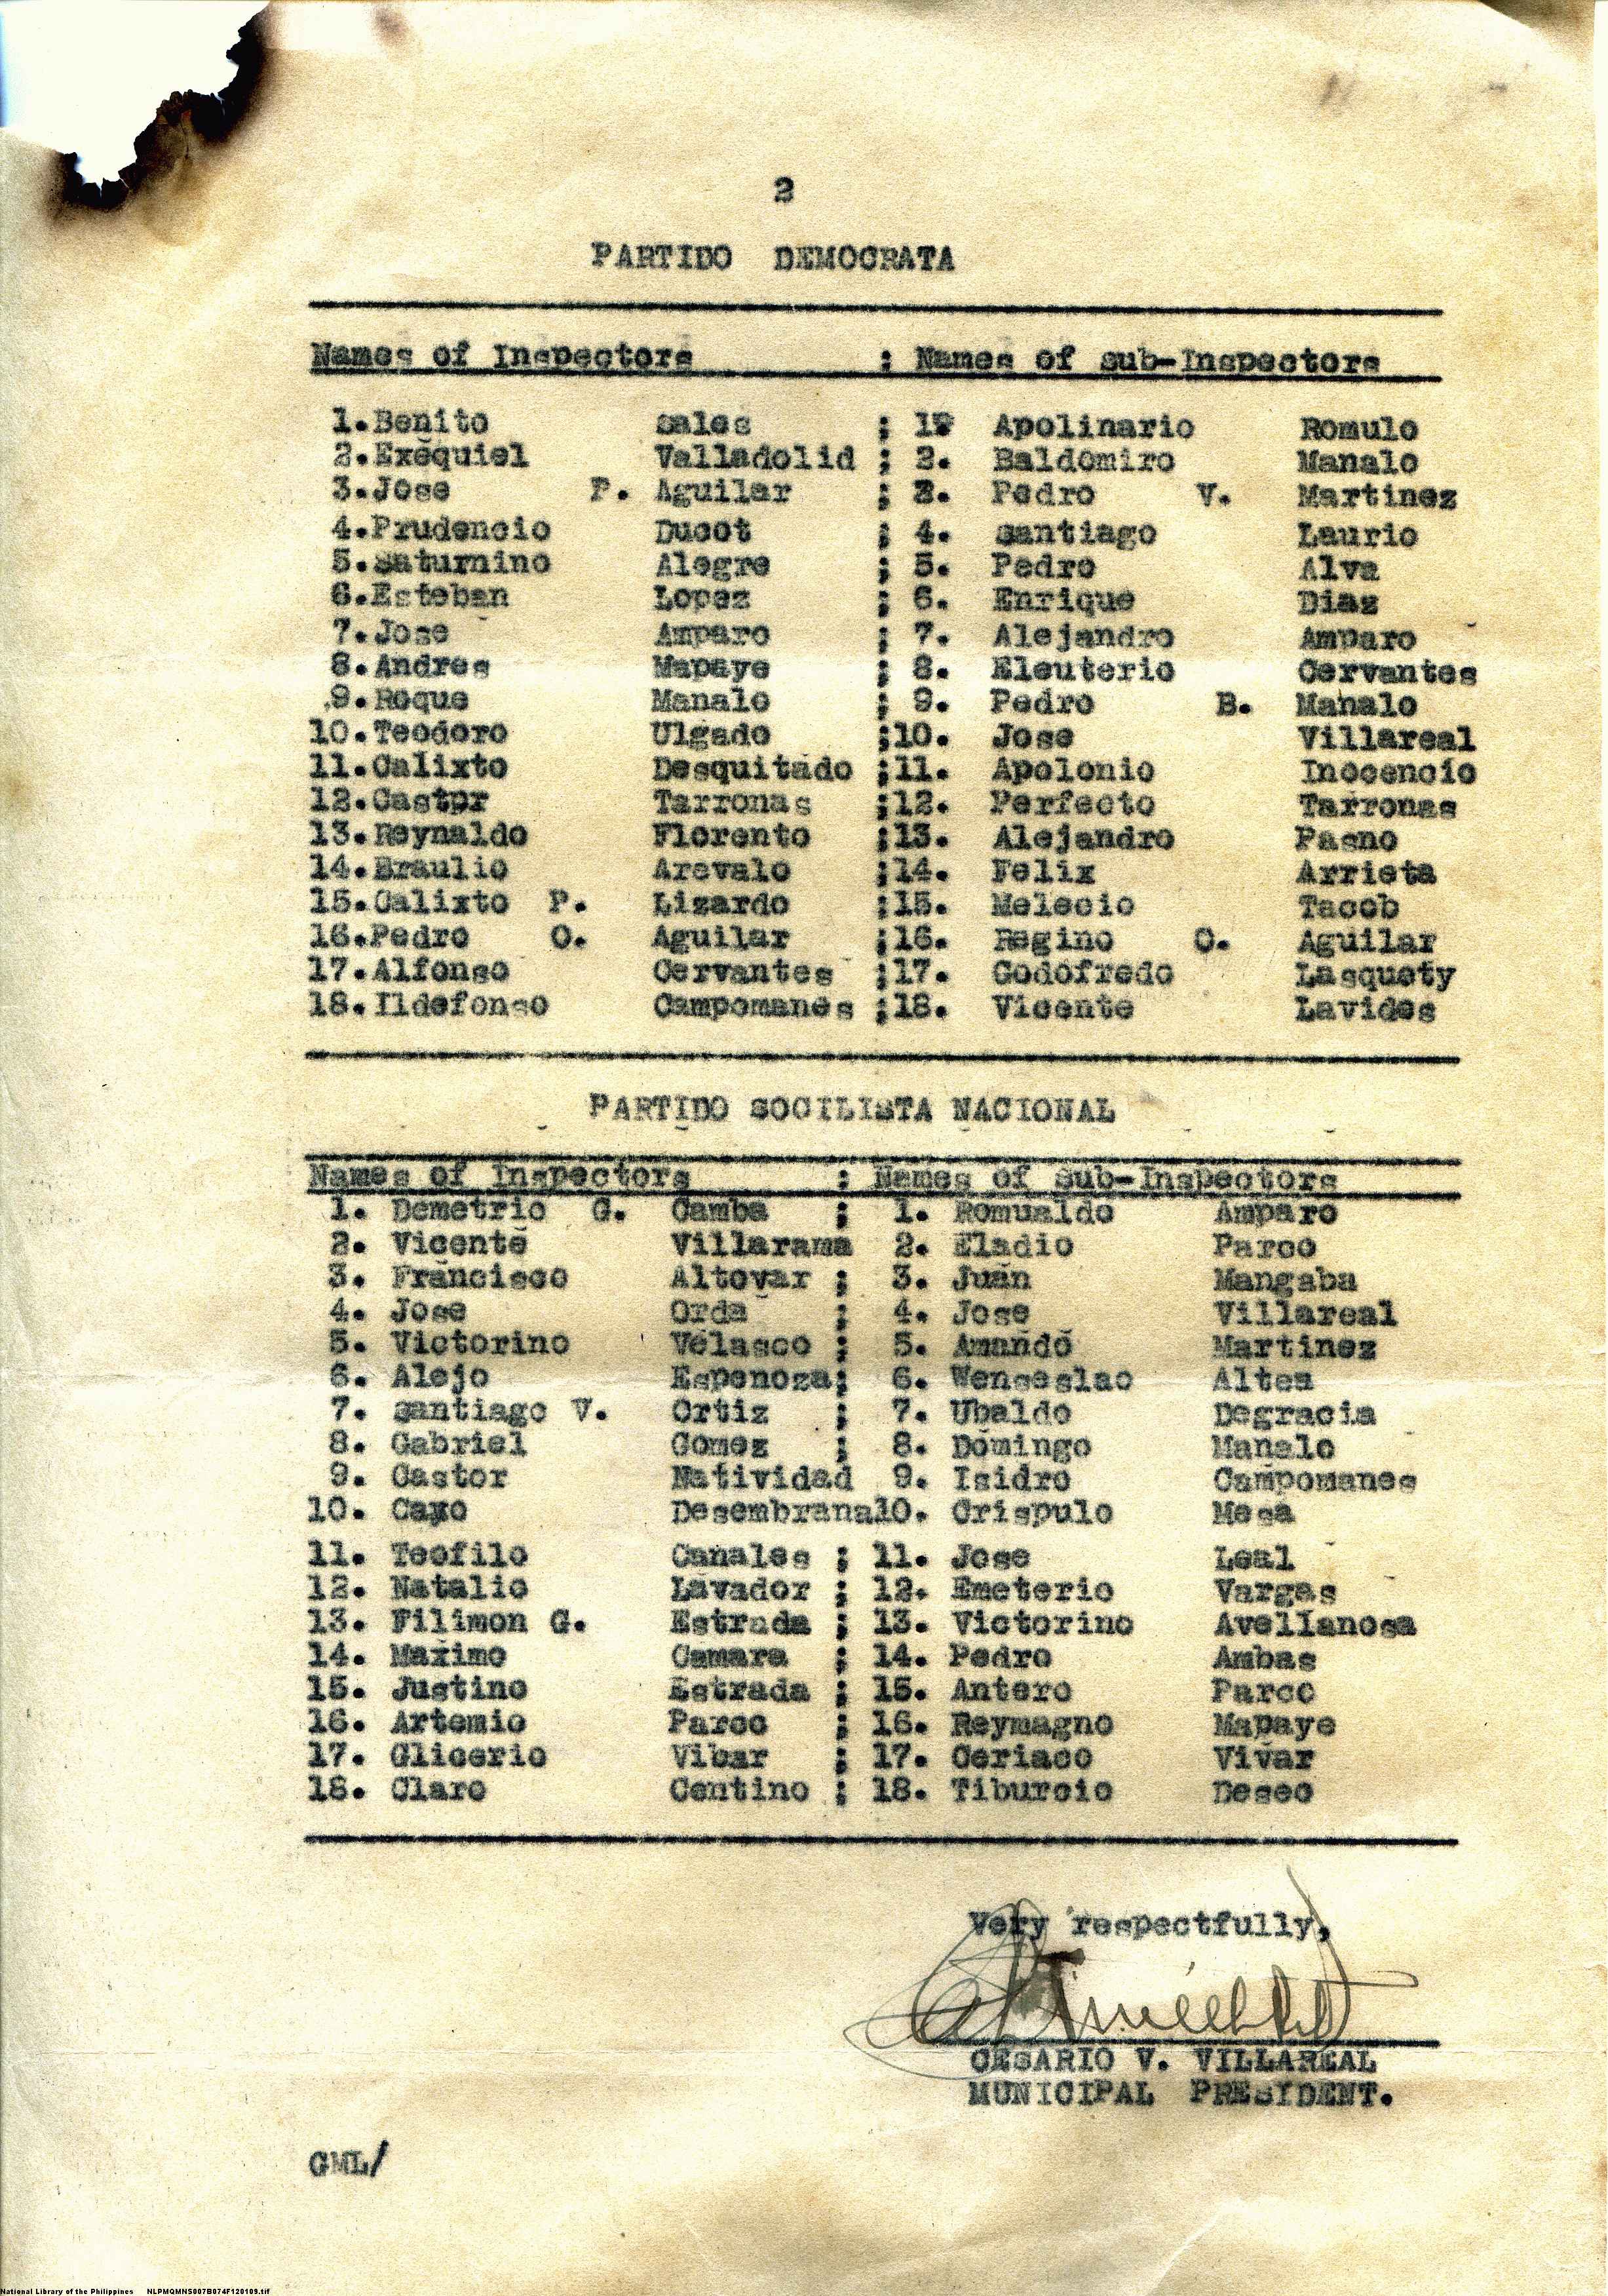 2
PARTIDO DEMOCRATA
Names of Inspectors ; Names of sub-Inspectors
1.Benito Sales ; 1. Apolinario Romulo
2.Exequiel Valladolid ; 2. Baldomiro Manalo
3.Jose P. Aguilar ; 3. Pedro V. Martinez
4.Prudencio Ducot ; 4. Santiago Laurio
5.Saturnino Alegre ; 5. Pedro Alva
6.Esteban Lopez ; 6. Enrique Diaz
7.Jose Amparo ; 7. Alejandro Amparo
8.Andres Mapaye ; 8. Eleuterio Cervantes
9.Roque Manalo ; 9. Pedro B. Manalo
10.Teodoro Ulgado ;10. Jose Villareal
11.Calixto Desquitado ;11. Apolonio Inocencio
12.Castpr Tarronas ;12. Perfecto Tarronas
13.Reynaldo Florento ;13. Alejandro Pasno
14.Braulio Arevalo ;14. Felix Arrieta
15.Calixto P. Lizardo ;15. Melecio Tacob
16.Pedro O. Aguilar ;16. Regino O. Aguilar
17.Alfonso Cervantes ;17. Godofredo Lasquety
18.Ildefonso Campomanes ;18. Vicente Lavides
PARTIDO SOCILISTA NACIONAL
Names of Inspectors ; Names of Sub-Inspectors
1. Demetrio G. Camba ; 1. Romualdo Amparo
2. Vicente Villarama 2. Eladio Parco
3. Francisco Altovar ; 3. Juan Mangaba
4. Jose Orda ; 4. Jose Villareal
5. Victorino Velasco ; 5. Amando Martinez
6. Alejo Espenoza; 6. Wenseslao Altea
7. Santiago V. Ortiz ; 7. Ubaldo Degracia
8. Gabriel Gomez ; 8. Domingo Manalo
9. Castor Natividad 9. Isidro Campomanes
10. Cayo Desembrana10. Crispulo Mesa
11. Teofilo Canales ; 11. Jose Leal
12. Natalio Lavador ; 12. Emeterio Vargas
13. Filimon G. Estrada ; 13. Victorino Avellanosa
14. Maximo Camara ; 14. Pedro Ambas
15. Justino Estrada ; 15. Antero Parco
16. Artemio Parco ; 16. Reymagno Mapaye
17. Glicerio Vibar ; 17. Ceriaco Vivar
18. Claro Centino ; 18. Tiburcio Deseo
Very respectfully,
CESARIO V. VILLAREAL
MUNICIPAL PRESIDENT.
GML/
National Library of the Philippines NLPMQMNS007B074F120109.tif